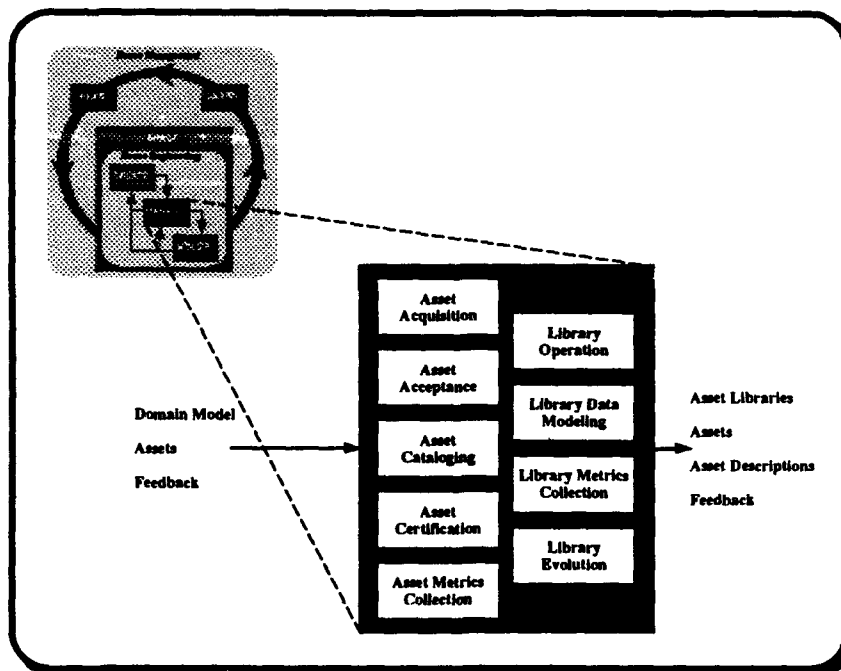 Asset
Acquisition
Asset
Acceptance
Asset
Cataloging
Asset
Certification
Asset Metrics
Collection
Library
Operation
Library Data
Modeling
Library Metrics
Collection
Library
Evolution
Domain Model
Assets
Feedback
Asset Libraries
Assets
Asset Descriptions
Feedback